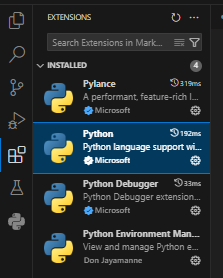 EXTENSIONS
Search Extensions in Mark...
INSTALLED 4
Pylance 319ms
A performant, feature-rich l...
Microsoft
Python 192ms
Python language support wi...
Microsoft
Python Debugger 33ms
Python Debugger extension...
Microsoft
Python Environment Man...
View and manage Python e...
Don Jayamanne